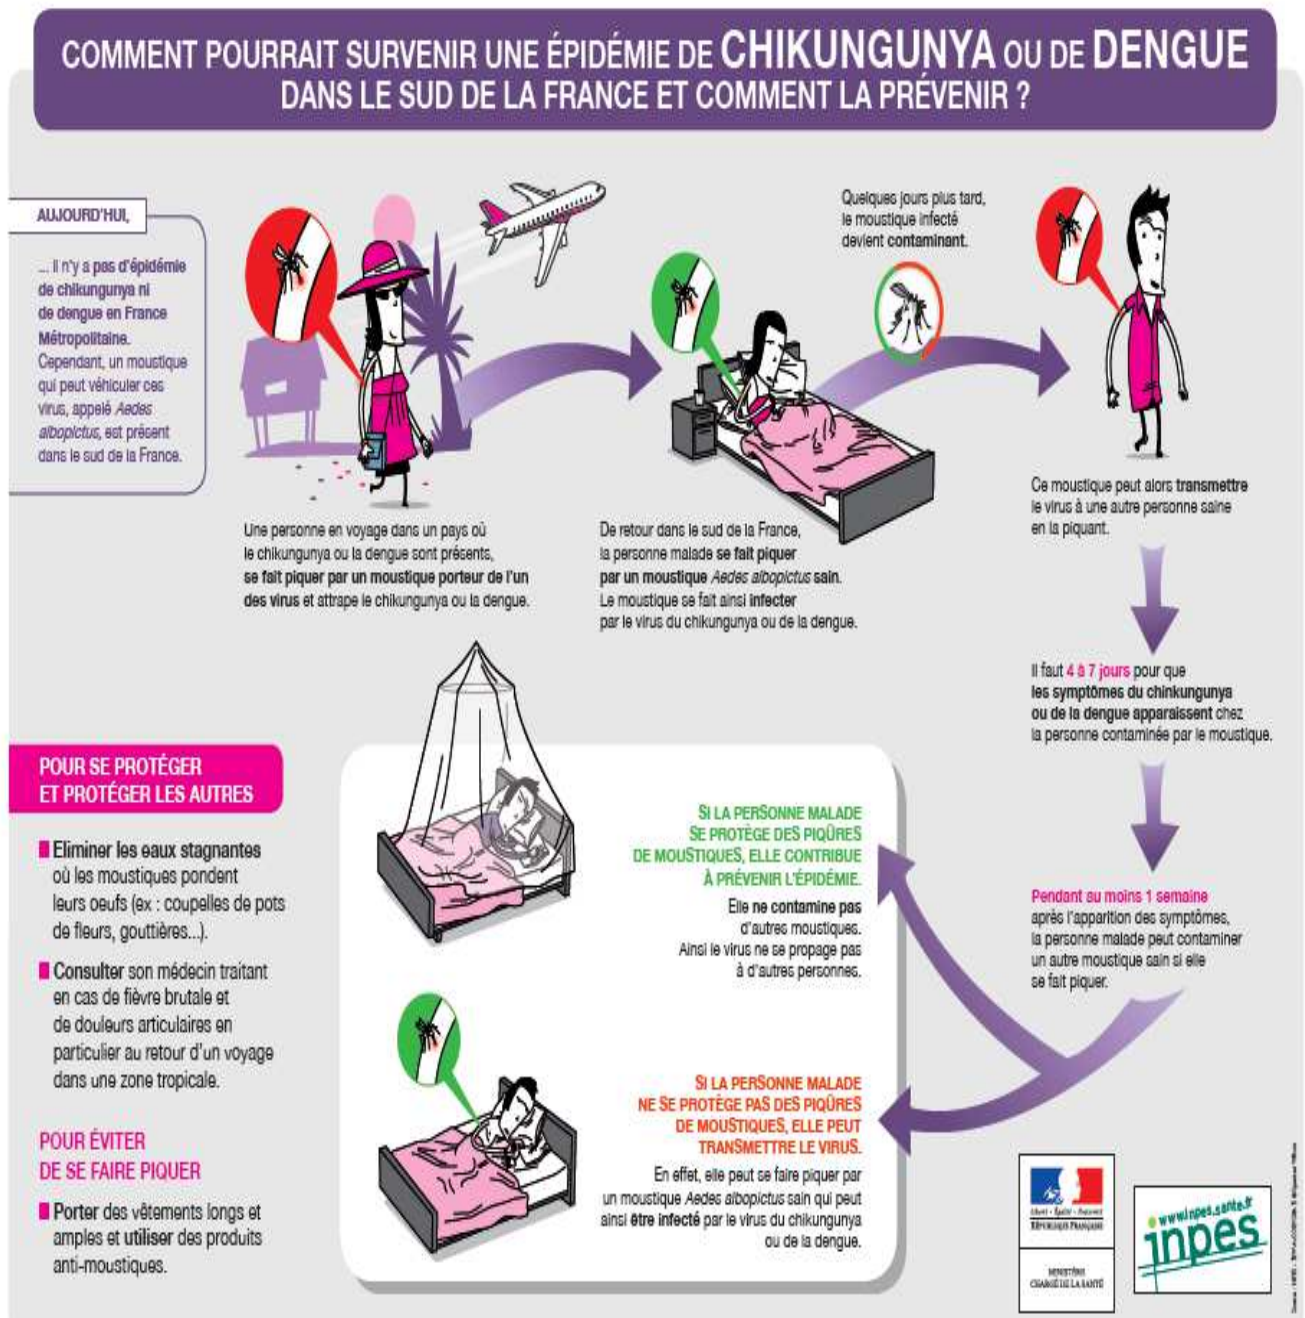 COMMENT POURRAIT SURVENIR UNE ÉPIDÉMIE DE CHIKUNGUNYA OU DE DENGUE
DANS LE SUD DE LA FRANCE ET COMMENT LA PRÉVENIR ?
AUJOURD'HUI,
... il n'y a pas d'épidémie
de chikungunya ni
de dengue en France
Métropolitaine.
Cependant, un moustique
qui peut véhiculer ces
virus, appelé Aedes
albopictus, est présent
dans le sud de la France.
Une personne en voyage dans un pays où
le chikungunya ou la dengue sont présents,
se fait piquer par un moustique porteur de l'un
des virus et attrape le chikungunya ou la dengue.
De retour dans le sud de la France,
la personne malade se fait piquer
par un moustique Aedes albopictus sain.
Le moustique se fait ainsi infecter
par le virus du chikungunya ou de la dengue.
Quelques jours plus tard,
le moustique infecté
devient contaminant.
Ce moustique peut alors transmettre
le virus à une autre personne saine
en la piquant.
Il faut 4 à 7 jours pour que
les symptômes du chinkungunya
ou de la dengue apparaissent chez
la personne contaminée par le moustique.
Pendant au moins 1 semaine
après l'apparition des symptômes,
la personne malade peut contaminer
un autre moustique sain si elle
se fait piquer.
SI LA PERSONNE MALADE
SE PROTÈGE DES PIQÛRES
DE MOUSTIQUES, ELLE CONTRIBUE
À PRÉVENIR L'ÉPIDÉMIE.
Elle ne contamine pas
d'autres moustiques.
Ainsi le virus ne se propage pas
à d'autres personnes.
SI LA PERSONNE MALADE
NE SE PROTÈGE PAS DES PIQÛRES
DE MOUSTIQUES, ELLE PEUT
TRANSMETTRE LE VIRUS.
En effet, elle peut se faire piquer par
un moustique Aedes albopictus sain qui peut
ainsi être infecté par le virus du chikungunya
ou de la dengue.
POUR SE PROTÉGER
ET PROTÉGER LES AUTRES
Eliminer les eaux stagnantes
où les moustiques pondent
leurs oeufs (ex : coupelles de pots
de fleurs, gouttières...).
Consulter son médecin traitant
en cas de fièvre brutale et
de douleurs articulaires en
particulier au retour d'un voyage
dans une zone tropicale.
POUR ÉVITER
DE SE FAIRE PIQUER
Porter des vêtements longs et
amples et utiliser des produits
anti-moustiques.
Liberté • Égalité • Fraternité
RÉPUBLIQUE FRANÇAISE
MINISTÈRE
CHARGÉ DE LA SANTÉ
www.inpes.sante.fr
inpes